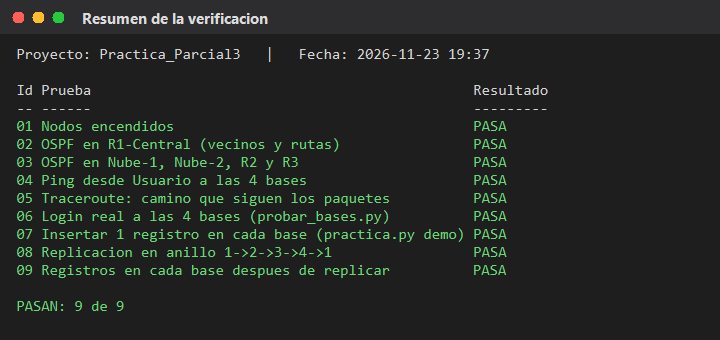 Resumen de la verificacion
Proyecto: Practica_Parcial3 | Fecha: 2026-11-23 19:37
Id Prueba Resultado
-- ------ ---------
01 Nodos encendidos PASA
02 OSPF en R1-Central (vecinos y rutas) PASA
03 OSPF en Nube-1, Nube-2, R2 y R3 PASA
04 Ping desde Usuario a las 4 bases PASA
05 Traceroute: camino que siguen los paquetes PASA
06 Login real a las 4 bases (probar_bases.py) PASA
07 Insertar 1 registro en cada base (practica.py demo) PASA
08 Replicacion en anillo 1->2->3->4->1 PASA
09 Registros en cada base despues de replicar PASA
PASAN: 9 de 9